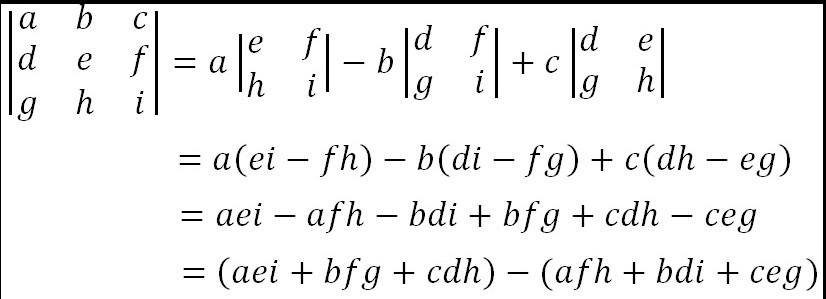 |a b c|
|d e f| = a |e f| − b |d f| + c |d e|
|g h i| |h i| |g i| |g h|
= a(ei − fh) − b(di − fg) + c(dh − eg)
= aei − afh − bdi + bfg + cdh − ceg
= (aei + bfg + cdh) − (afh + bdi + ceg)